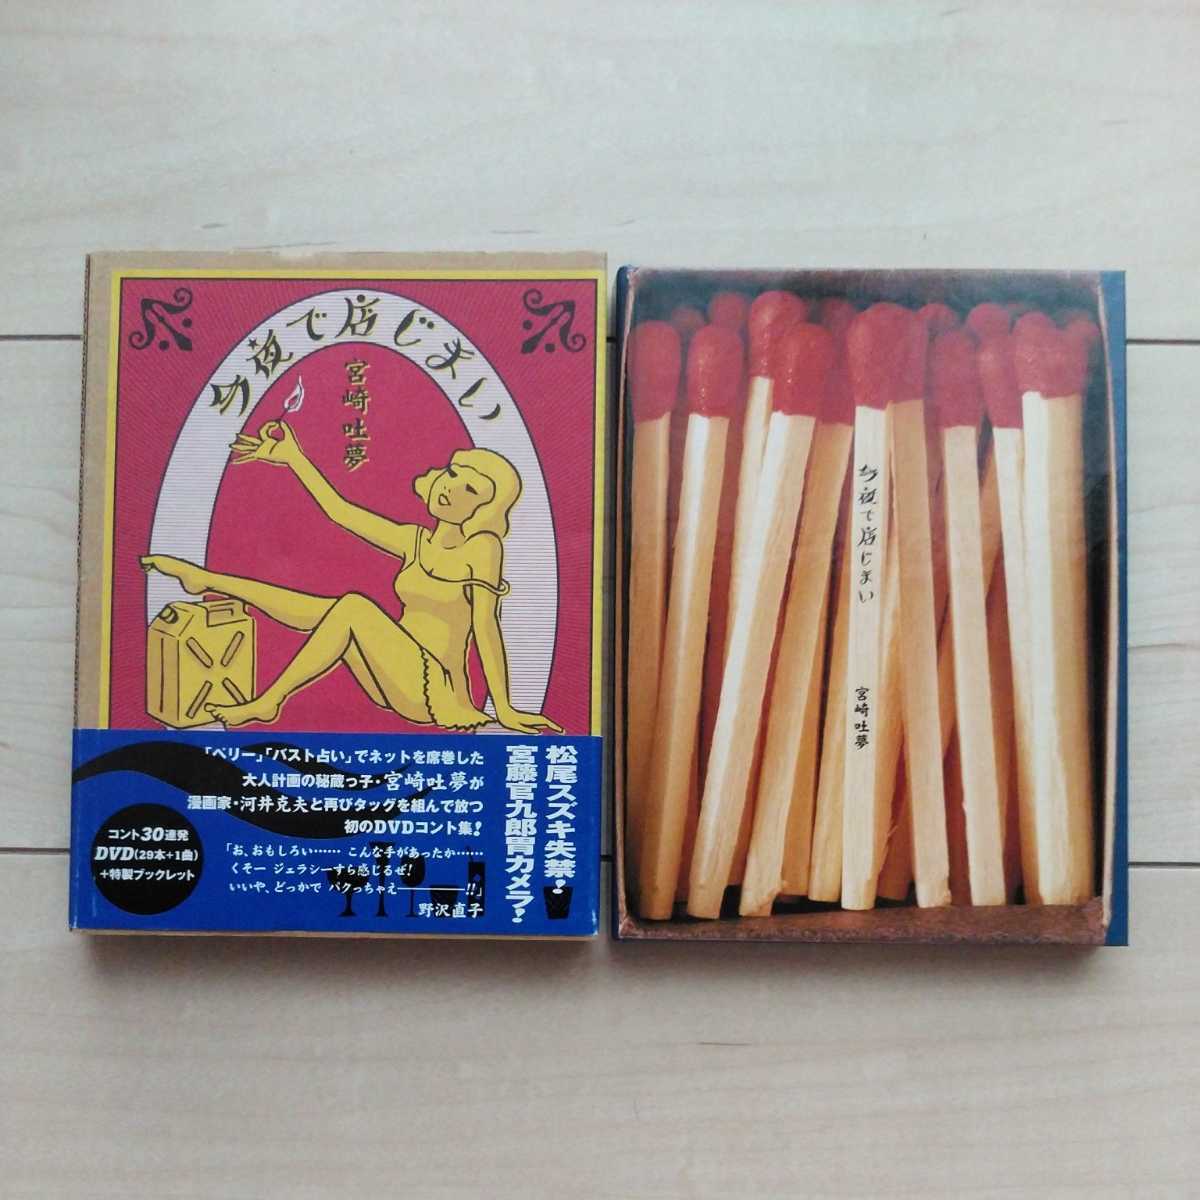 今夜で店じまい
宮崎吐夢
松尾スズキ失禁!
宮藤官九郎胃カメラ!
「ペリー」「バスト占い」でネットを席巻した
大人計画の秘蔵っ子・宮崎吐夢が
漫画家・河井克夫と再びタッグを組んで放つ
初のDVDコント集!
「お、おもしろい…… こんな手があったか……
くそー ジェラシーすら感じるぜ!
いいや、どっかで パクっちゃえ――――!!」
野沢直子
コント30連発
DVD(29本+1曲)
+特製ブックレット
今夜で店じまい
宮崎吐夢